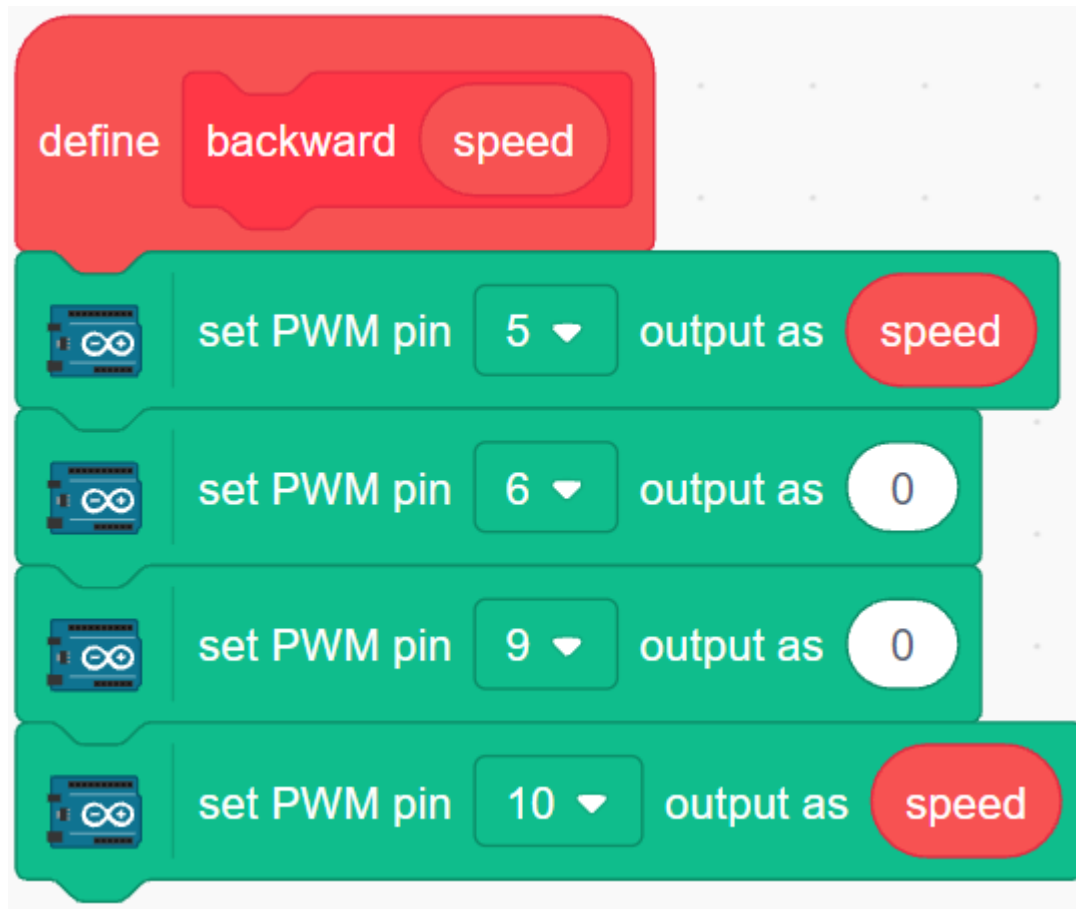 define backward speed
set PWM pin 5 output as speed
set PWM pin 6 output as 0
set PWM pin 9 output as 0
set PWM pin 10 output as speed